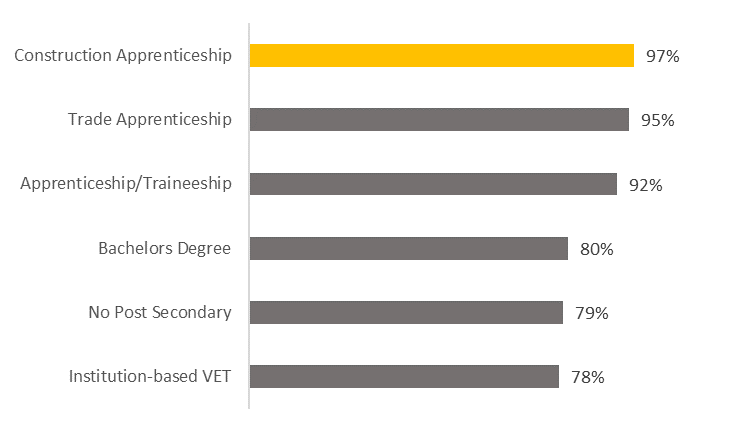 Construction Apprenticeship 97%
Trade Apprenticeship 95%
Apprenticeship/Traineeship 92%
Bachelors Degree 80%
No Post Secondary 79%
Institution-based VET 78%